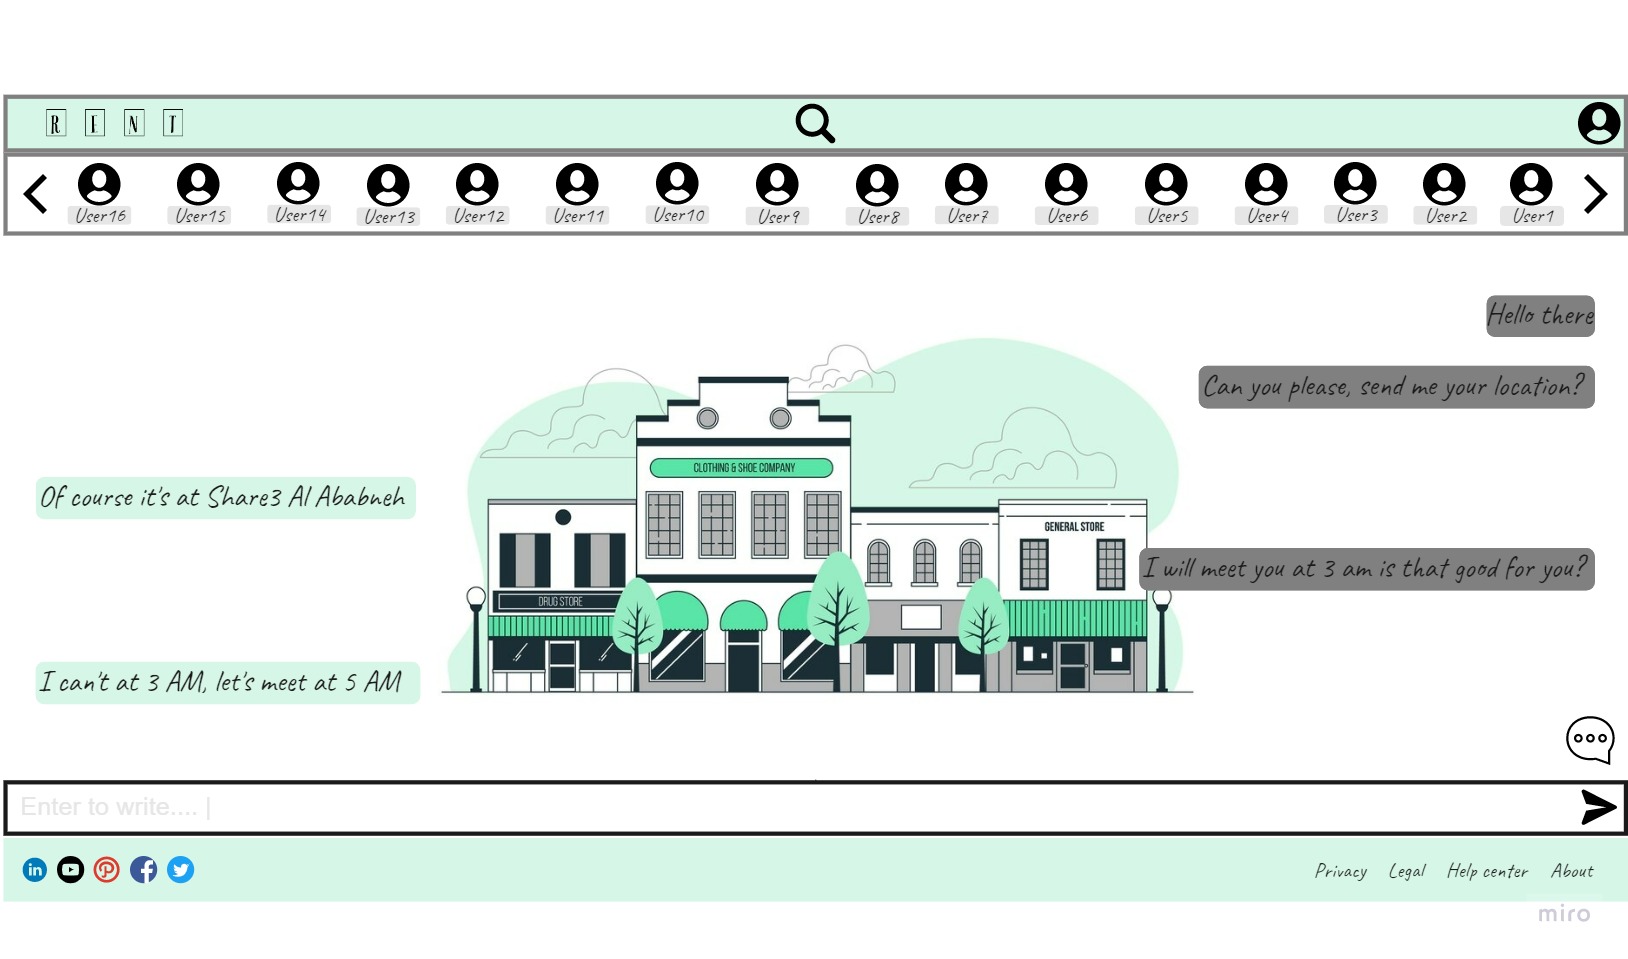 R E N T
User16 User15 User14 User13 User12 User11 User10 User9 User8 User7 User6 User5 User4 User3 User2 User1
Hello there
Can you please, send me your location?
CLOTHING & SHOE COMPANY
Of course it's at Share3 Al Ababneh
GENERAL STORE
I will meet you at 3 am is that good for you?
DRUG STORE
I can't at 3 AM, let's meet at 5 AM
Enter to write.... |
Privacy Legal Help center About
miro